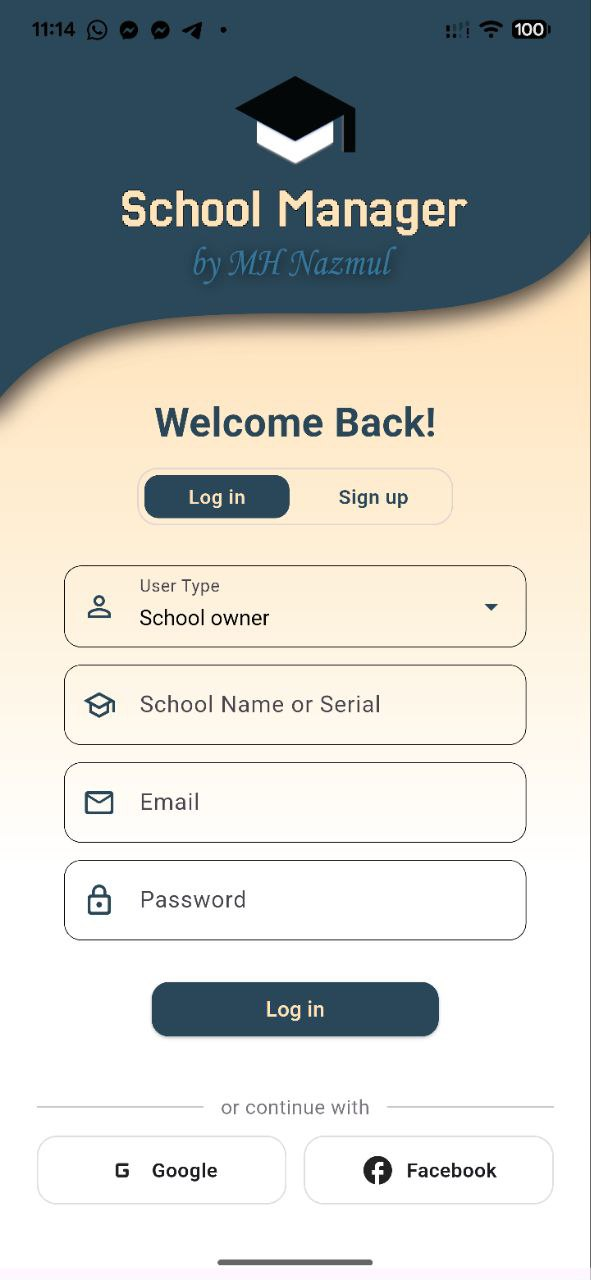 11:14
100
School Manager
by MH Nazmul
Welcome Back!
Log in
Sign up
User Type
School owner
School Name or Serial
Email
Password
Log in
or continue with
G Google
Facebook